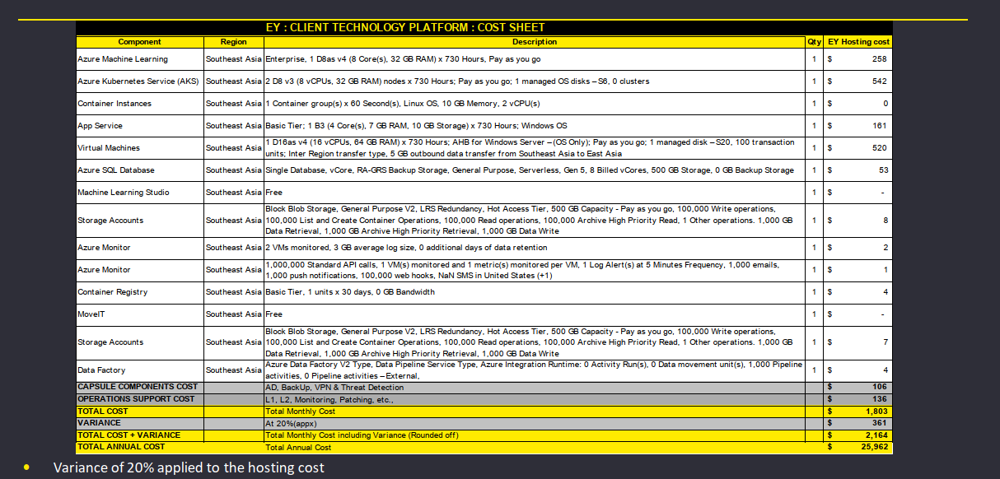 EY : CLIENT TECHNOLOGY PLATFORM : COST SHEET
Component Region Description Qty EY Hosting cost
Azure Machine Learning Southeast Asia Enterprise, 1 D8as v4 (8 Core(s), 32 GB RAM) x 730 Hours, Pay as you go 1 $ 258
Azure Kubernetes Service (AKS) Southeast Asia 2 D8 v3 (8 vCPUs, 32 GB RAM) nodes x 730 Hours; Pay as you go; 1 managed OS disks – S6, 0 clusters 1 $ 542
Container Instances Southeast Asia 1 Container group(s) x 60 Second(s), Linux OS, 10 GB Memory, 2 vCPU(s) 1 $ 0
App Service Southeast Asia Basic Tier; 1 B3 (4 Core(s), 7 GB RAM, 10 GB Storage) x 730 Hours; Windows OS 1 $ 161
Virtual Machines Southeast Asia 1 D16as v4 (16 vCPUs, 64 GB RAM) x 730 Hours; AHB for Windows Server – (OS Only); Pay as you go; 1 managed disk – S20, 100 transaction
units; Inter Region transfer type, 5 GB outbound data transfer from Southeast Asia to East Asia 1 $ 520
Azure SQL Database Southeast Asia Single Database, vCore, RA-GRS Backup Storage, General Purpose, Serverless, Gen 5, 8 Billed vCores, 500 GB Storage, 0 GB Backup Storage 1 $ 53
Machine Learning Studio Southeast Asia Free 1 $ -
Storage Accounts Southeast Asia Block Blob Storage, General Purpose V2, LRS Redundancy, Hot Access Tier, 500 GB Capacity - Pay as you go, 100,000 Write operations,
100,000 List and Create Container Operations, 100,000 Read operations, 100,000 Archive High Priority Read, 1 Other operations. 1,000 GB
Data Retrieval, 1,000 GB Archive High Priority Retrieval, 1,000 GB Data Write 1 $ 8
Azure Monitor Southeast Asia 2 VMs monitored, 3 GB average log size, 0 additional days of data retention 1 $ 2
Azure Monitor Southeast Asia 1,000,000 Standard API calls, 1 VM(s) monitored and 1 metric(s) monitored per VM, 1 Log Alert(s) at 5 Minutes Frequency, 1,000 emails,
1,000 push notifications, 100,000 web hooks, NaN SMS in United States (+1) 1 $ 1
Container Registry Southeast Asia Basic Tier, 1 units x 30 days, 0 GB Bandwidth 1 $ 4
MoveIT Southeast Asia Free 1 $ -
Storage Accounts Southeast Asia Block Blob Storage, General Purpose V2, LRS Redundancy, Hot Access Tier, 500 GB Capacity - Pay as you go, 100,000 Write operations,
100,000 List and Create Container Operations, 100,000 Read operations, 100,000 Archive High Priority Read, 1 Other operations. 1,000 GB
Data Retrieval, 1,000 GB Archive High Priority Retrieval, 1,000 GB Data Write 1 $ 7
Data Factory Southeast Asia Azure Data Factory V2 Type, Data Pipeline Service Type, Azure Integration Runtime: 0 Activity Run(s), 0 Data movement unit(s), 1,000 Pipeline
activities, 0 Pipeline activities – External, 1 $ 4
CAPSULE COMPONENTS COST AD, BackUp, VPN & Threat Detection $ 106
OPERATIONS SUPPORT COST L1, L2, Monitoring, Patching, etc., $ 136
TOTAL COST Total Monthly Cost $ 1,803
VARIANCE At 20%(appx) $ 361
TOTAL COST + VARIANCE Total Monthly Cost including Variance (Rounded off) $ 2,164
TOTAL ANNUAL COST Total Annual Cost $ 25,962
• Variance of 20% applied to the hosting cost